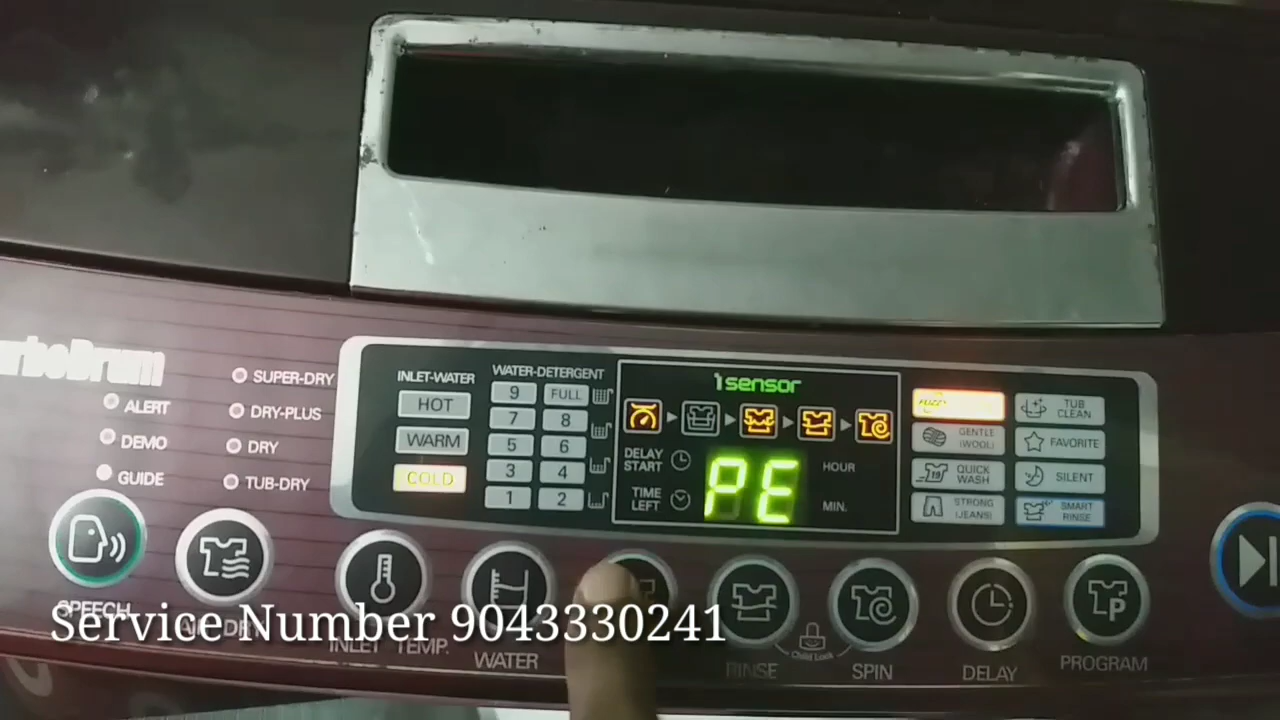 SUPER-DRY
ALERT
DRY-PLUS
DEMO
DRY
GUIDE
TUB-DRY
SPEECH
INLET-WATER
HOT
WARM
COLD
WATER-DETERGENT
9 FULL
7 8
5 6
3 4
1 2
isensor
DELAY START
HOUR
PE
TIME LEFT
MIN.
TUB CLEAN
GENTLE (WOOL)
FAVORITE
QUICK WASH
SILENT
STRONG (JEANS)
SMART RINSE
INLET TEMP.
WATER
RINSE
Child Lock
SPIN
DELAY
P
PROGRAM
Service Number 9043330241